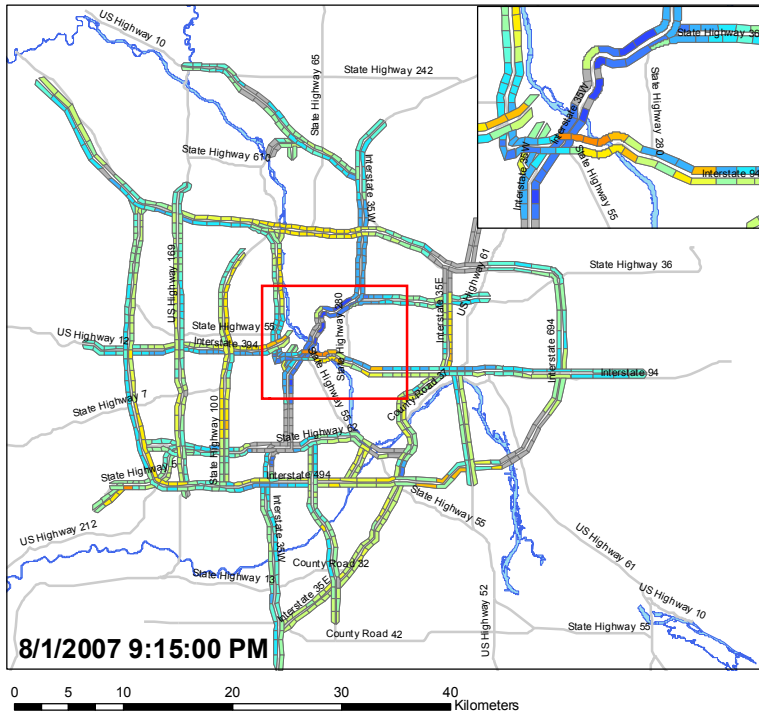 US Highway 10
State Highway 65
State Highway 242
State Highway 610
Interstate 35W
US Highway 169
US Highway 61
State Highway 36
Interstate 35E
State Highway 280
State Highway 55
US Highway 12
Interstate 394
Interstate 694
State Highway 55
Interstate 94
State Highway 7
County Road 37
State Highway 100
State Highway 62
State Highway 5
Interstate 494
State Highway 55
US Highway 212
Interstate 35W
County Road 32
State Highway 13
Interstate 35E
US Highway 61
US Highway 52
US Highway 10
State Highway 55
County Road 42
State Highway 36
Interstate 35W
State Highway 280
Interstate 35W
State Highway 55
Interstate 94
8/1/2007 9:15:00 PM
0 5 10 20 30 40
Kilometers